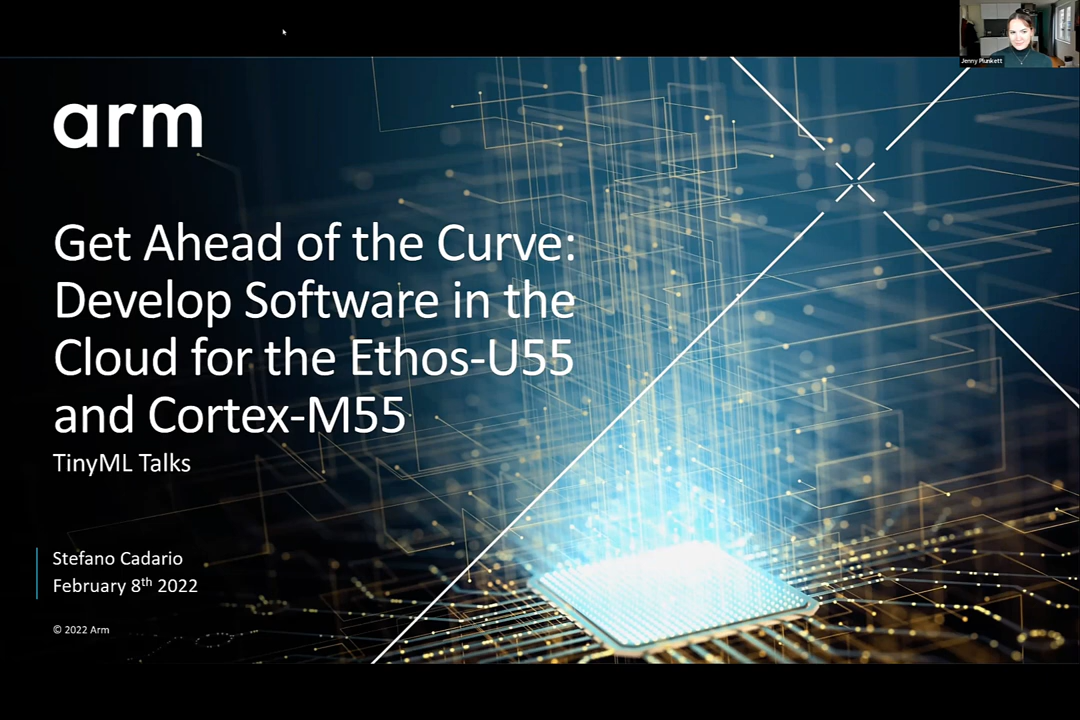 Jenny Plunkett
arm
Get Ahead of the Curve:
Develop Software in the
Cloud for the Ethos-U55
and Cortex-M55
TinyML Talks
Stefano Cadario
February 8th 2022
© 2022 Arm